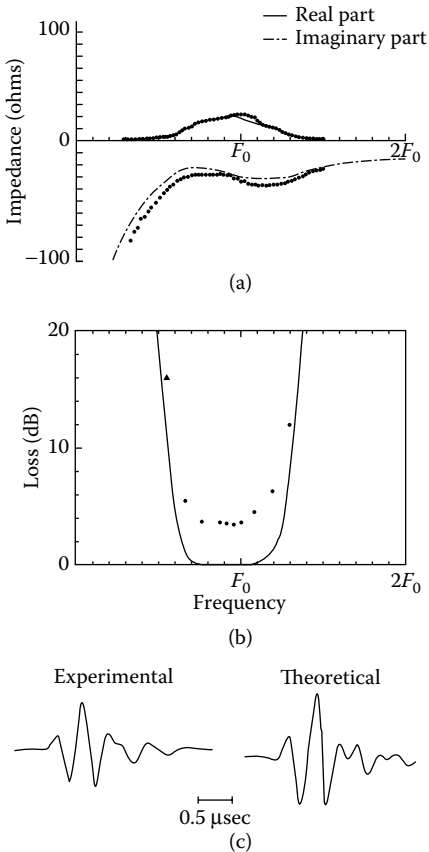 Real part
Imaginary part
100
0
−100
Impedance (ohms)
F0
2F0
(a)
20
10
0
Loss (dB)
F0
2F0
Frequency
(b)
Experimental
Theoretical
0.5 µsec
(c)